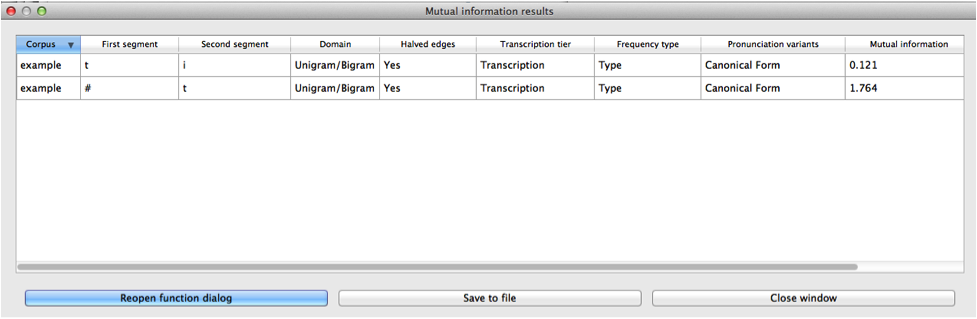 Mutual information results
Corpus First segment Second segment Domain Halved edges Transcription tier Frequency type Pronunciation variants Mutual information
example t i Unigram/Bigram Yes Transcription Type Canonical Form 0.121
example # t Unigram/Bigram Yes Transcription Type Canonical Form 1.764
Reopen function dialog Save to file Close window